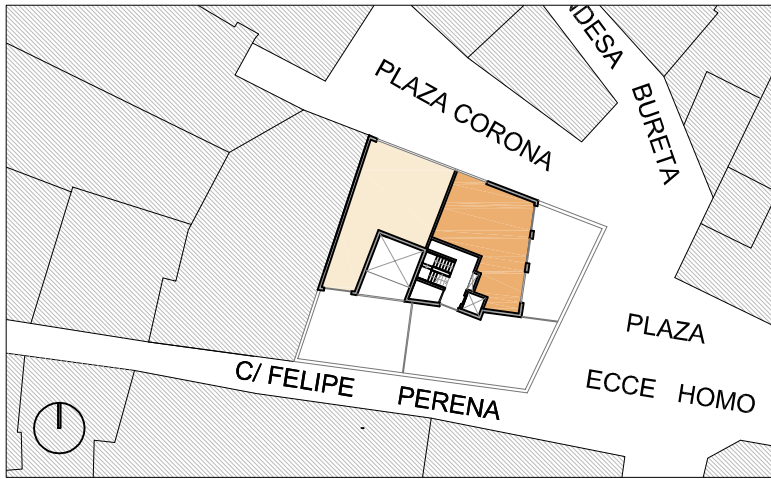 NDESA BURETA
PLAZA CORONA
PLAZA
ECCE HOMO
C/ FELIPE PERENA